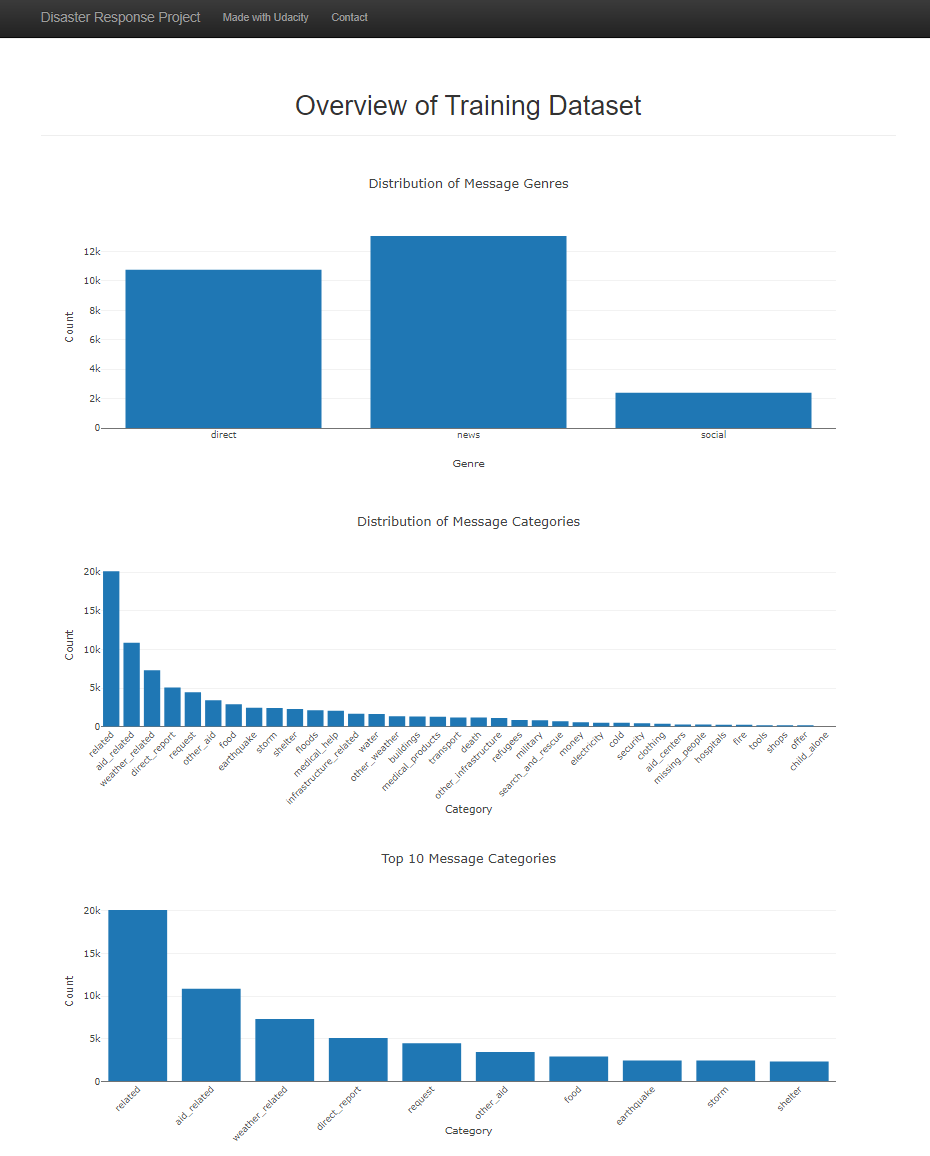 Disaster Response Project Made with Udacity Contact
Overview of Training Dataset
Distribution of Message Genres
12k
10k
8k
6k
4k
2k
0
Count
direct news social
Genre
Distribution of Message Categories
20k
15k
10k
5k
0
Count
related
aid_related
weather_related
direct_report
request
other_aid
food
earthquake
storm
shelter
floods
medical_help
infrastructure_related
water
other_weather
buildings
medical_products
transport
death
other_infrastructure
refugees
military
search_and_rescue
money
electricity
cold
security
clothing
aid_centers
missing_people
hospitals
fire
tools
shops
offer
child_alone
Category
Top 10 Message Categories
20k
15k
10k
5k
0
Count
related
aid_related
weather_related
direct_report
request
other_aid
food
earthquake
storm
shelter
Category